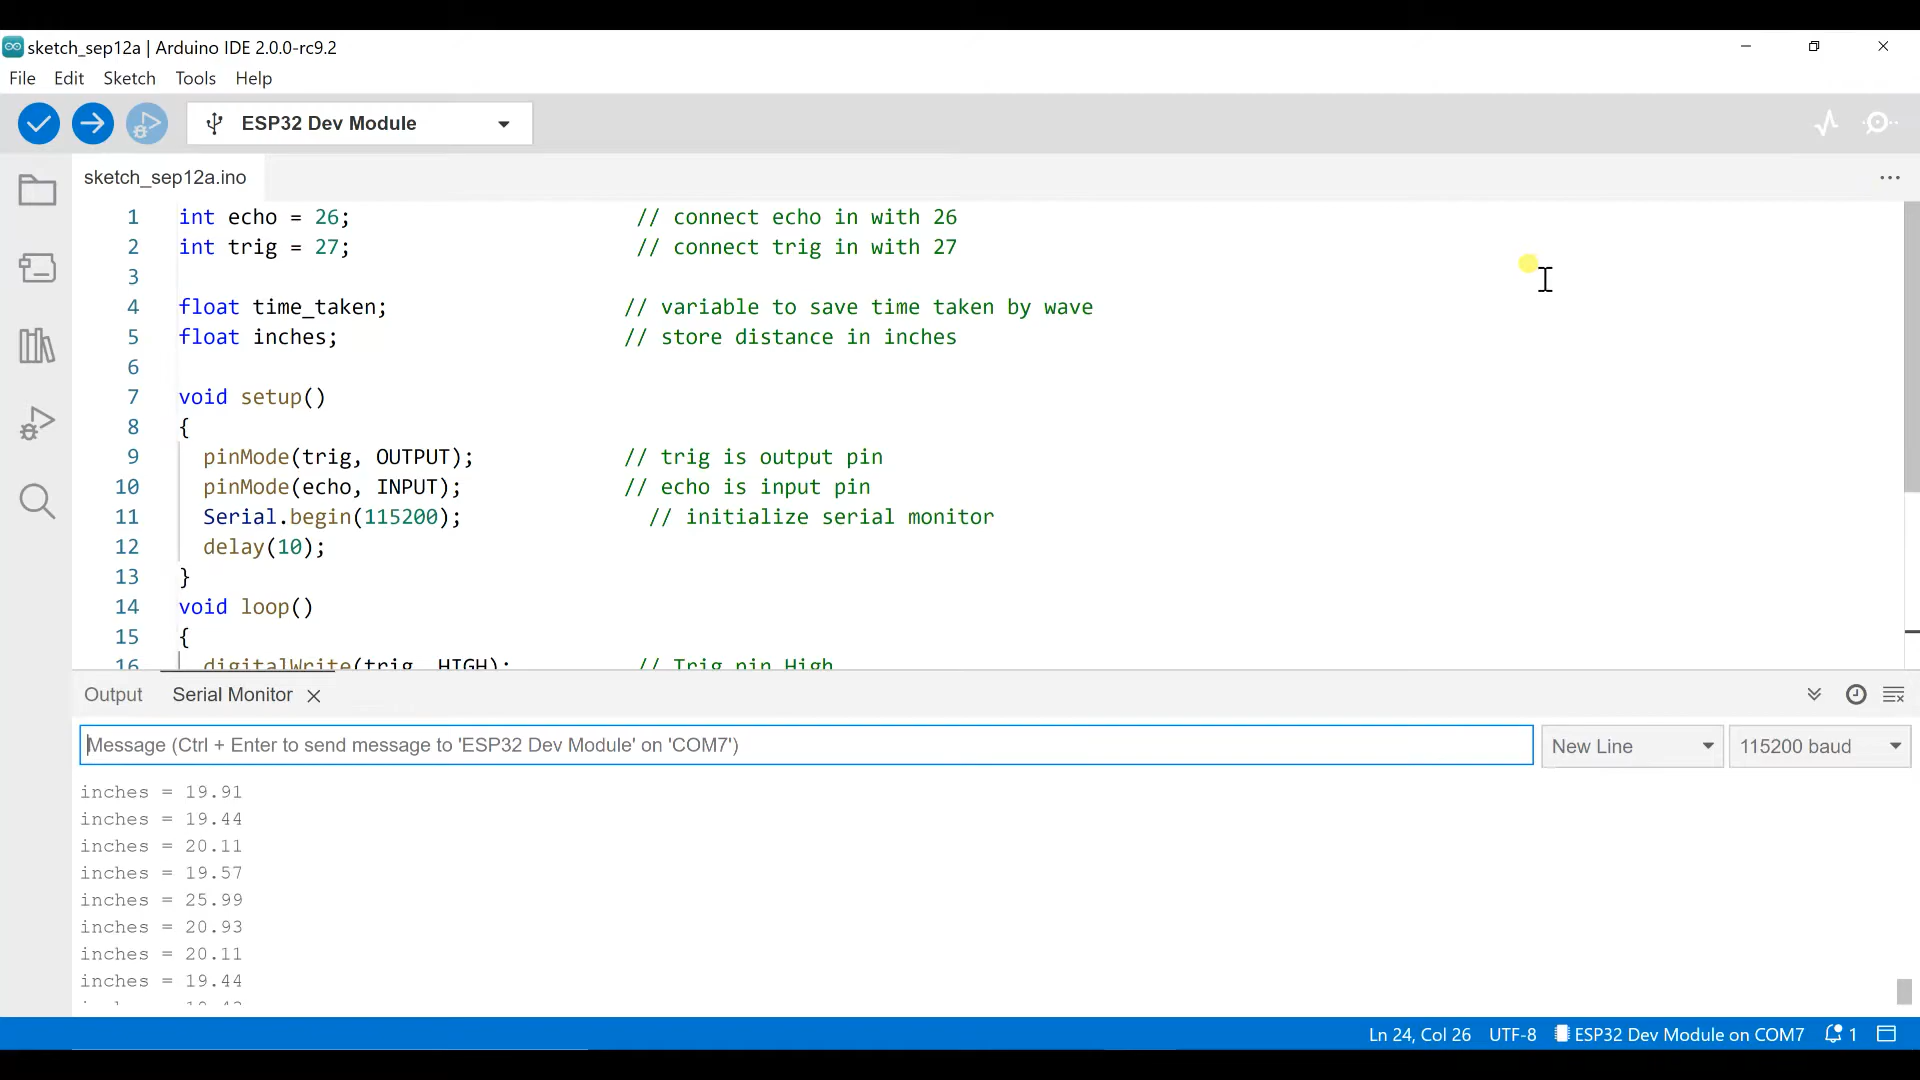 sketch_sep12a | Arduino IDE 2.0.0-rc9.2
File Edit Sketch Tools Help
ESP32 Dev Module
sketch_sep12a.ino
1 int echo = 26; // connect echo in with 26
2 int trig = 27; // connect trig in with 27
3
4 float time_taken; // variable to save time taken by wave
5 float inches; // store distance in inches
6
7 void setup()
8 {
9 pinMode(trig, OUTPUT); // trig is output pin
10 pinMode(echo, INPUT); // echo is input pin
11 Serial.begin(115200); // initialize serial monitor
12 delay(10);
13 }
14 void loop()
15 {
16 digitalWrite(trig, HIGH); // Trig pin High
Output Serial Monitor
Message (Ctrl + Enter to send message to 'ESP32 Dev Module' on 'COM7') New Line 115200 baud
inches = 19.91
inches = 19.44
inches = 20.11
inches = 19.57
inches = 25.99
inches = 20.93
inches = 20.11
inches = 19.44
Ln 24, Col 26 UTF-8 ESP32 Dev Module on COM7 1